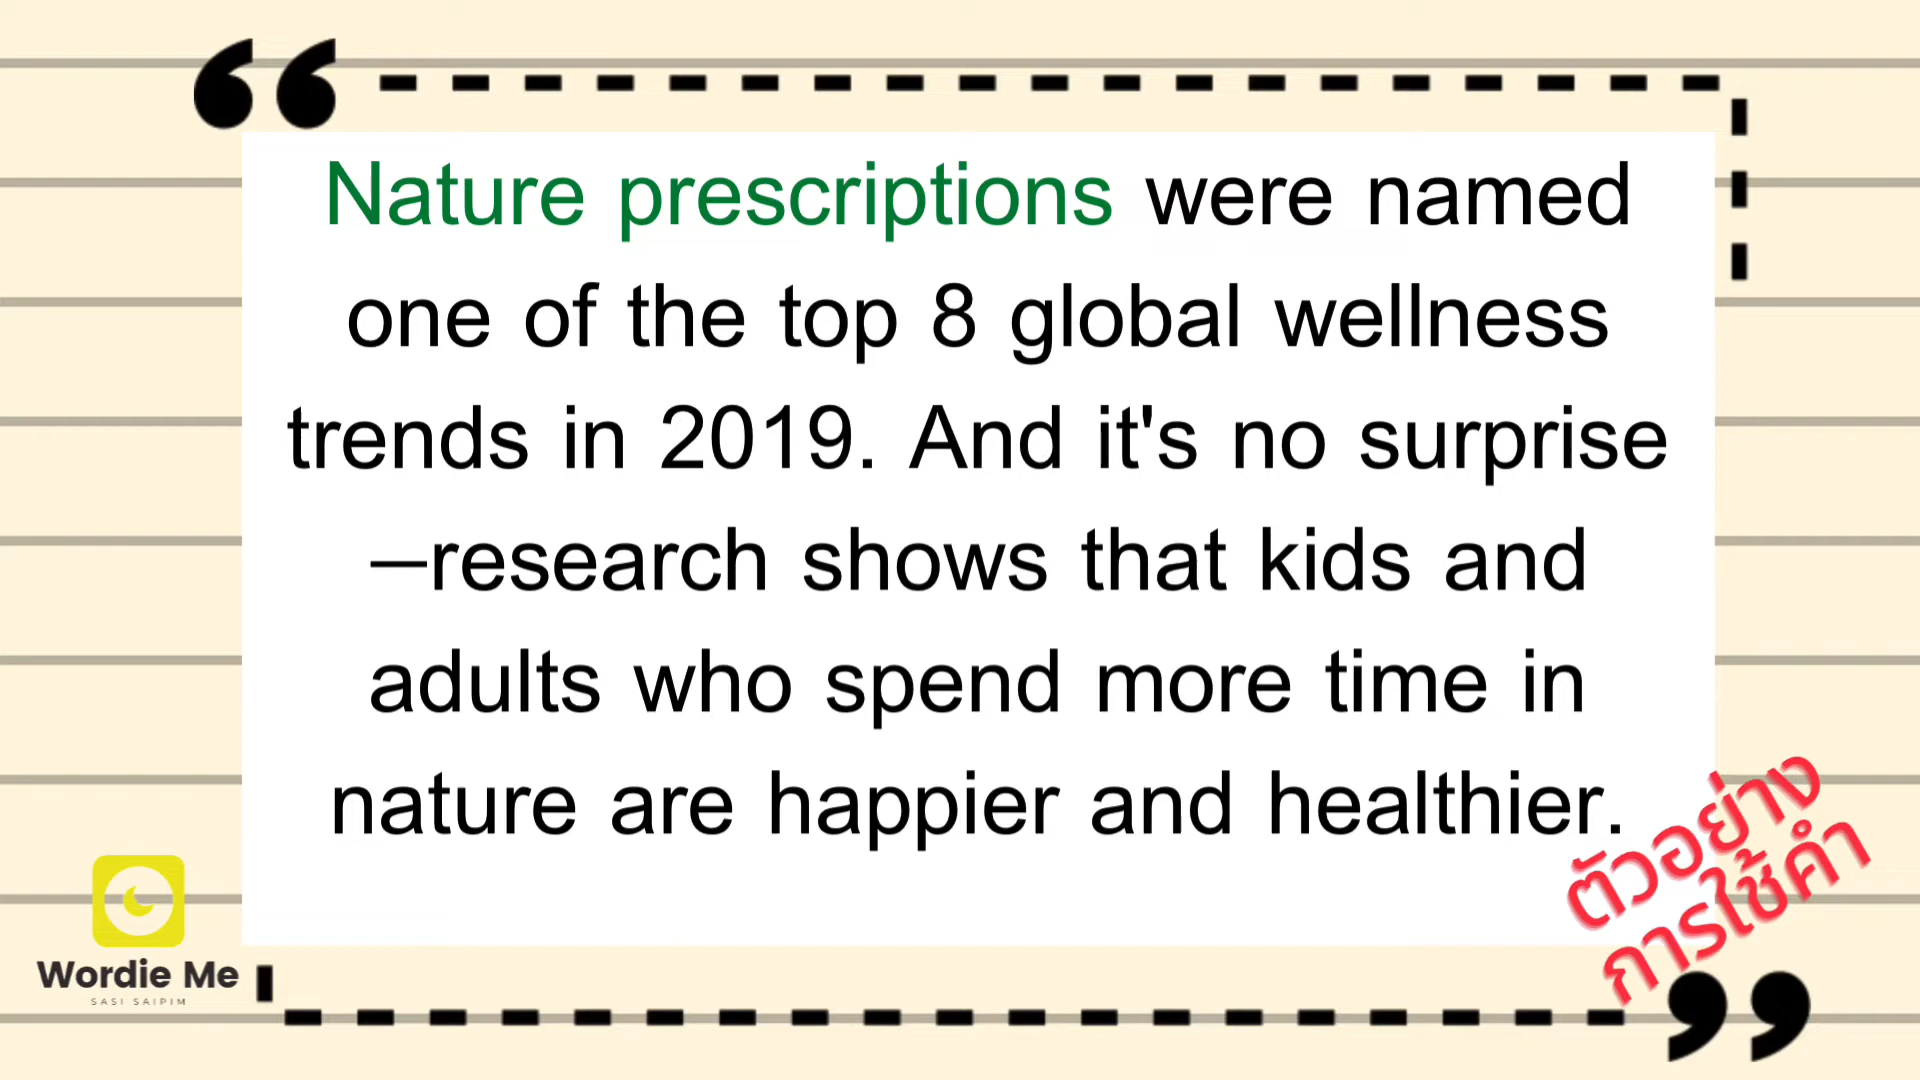 Nature prescriptions were named
one of the top 8 global wellness
trends in 2019. And it's no surprise
—research shows that kids and
adults who spend more time in
nature are happier and healthier.
ตัวอย่าง
การใช้คำ
Wordie Me
SASI SAIPIM